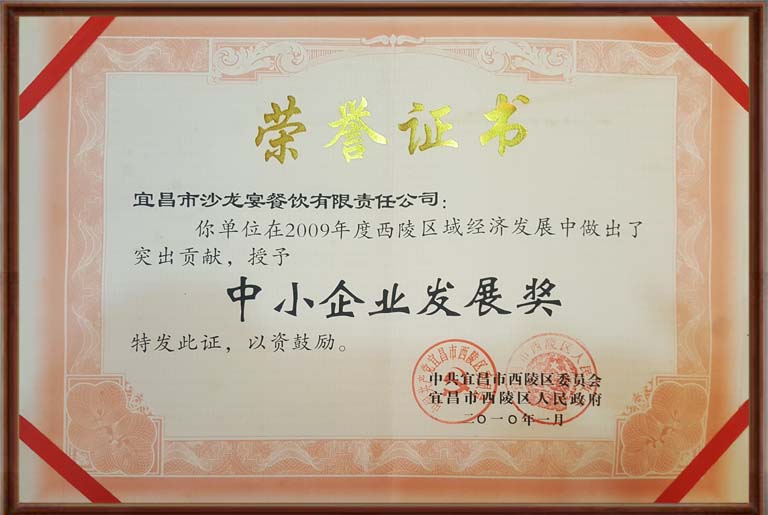 荣誉证书
宜昌市沙龙宴餐饮有限责任公司：
你单位在2009年度西陵区域经济发展中做出了
突出贡献，授予
中小企业发展奖
特发此证，以资鼓励。
中共宜昌市西陵区委员会
宜昌市西陵区人民政府
二〇一〇年一月